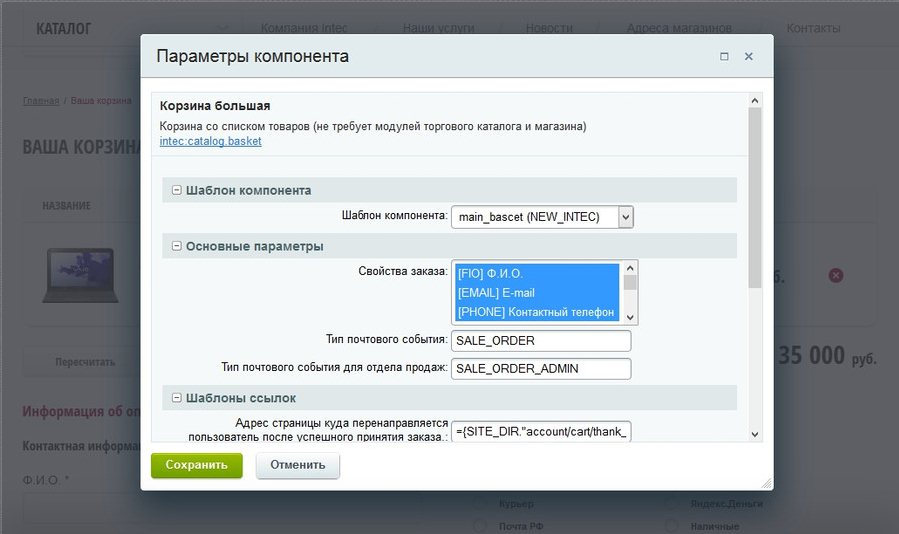 КАТАЛОГ
Компания Intec / Наши услуги / Новости / Адреса магазинов / Контакты
Параметры компонента
Главная / Ваша корзина
ВАША КОРЗИНА
НАЗВАНИЕ
Корзина большая
Корзина со списком товаров (не требует модулей торгового каталога и магазина)
intec:catalog.basket
Шаблон компонента
Шаблон компонента: main_bascet (NEW_INTEC)
Основные параметры
Свойства заказа: [FIO] Ф.И.О.
[EMAIL] E-mail
[PHONE] Контактный телефон
Тип почтового события: SALE_ORDER
Тип почтового события для отдела продаж: SALE_ORDER_ADMIN
Шаблоны ссылок
Адрес страницы куда перенаправляется
пользователь после успешного принятия заказа.: ={SITE_DIR."account/cart/thank_
Сохранить
Отменить
Пересчитать
35 000 руб.
Информация об
Контактная
Ф.И.О. *
Курьер
Яндекс.Деньги
Почта РФ
Наличные